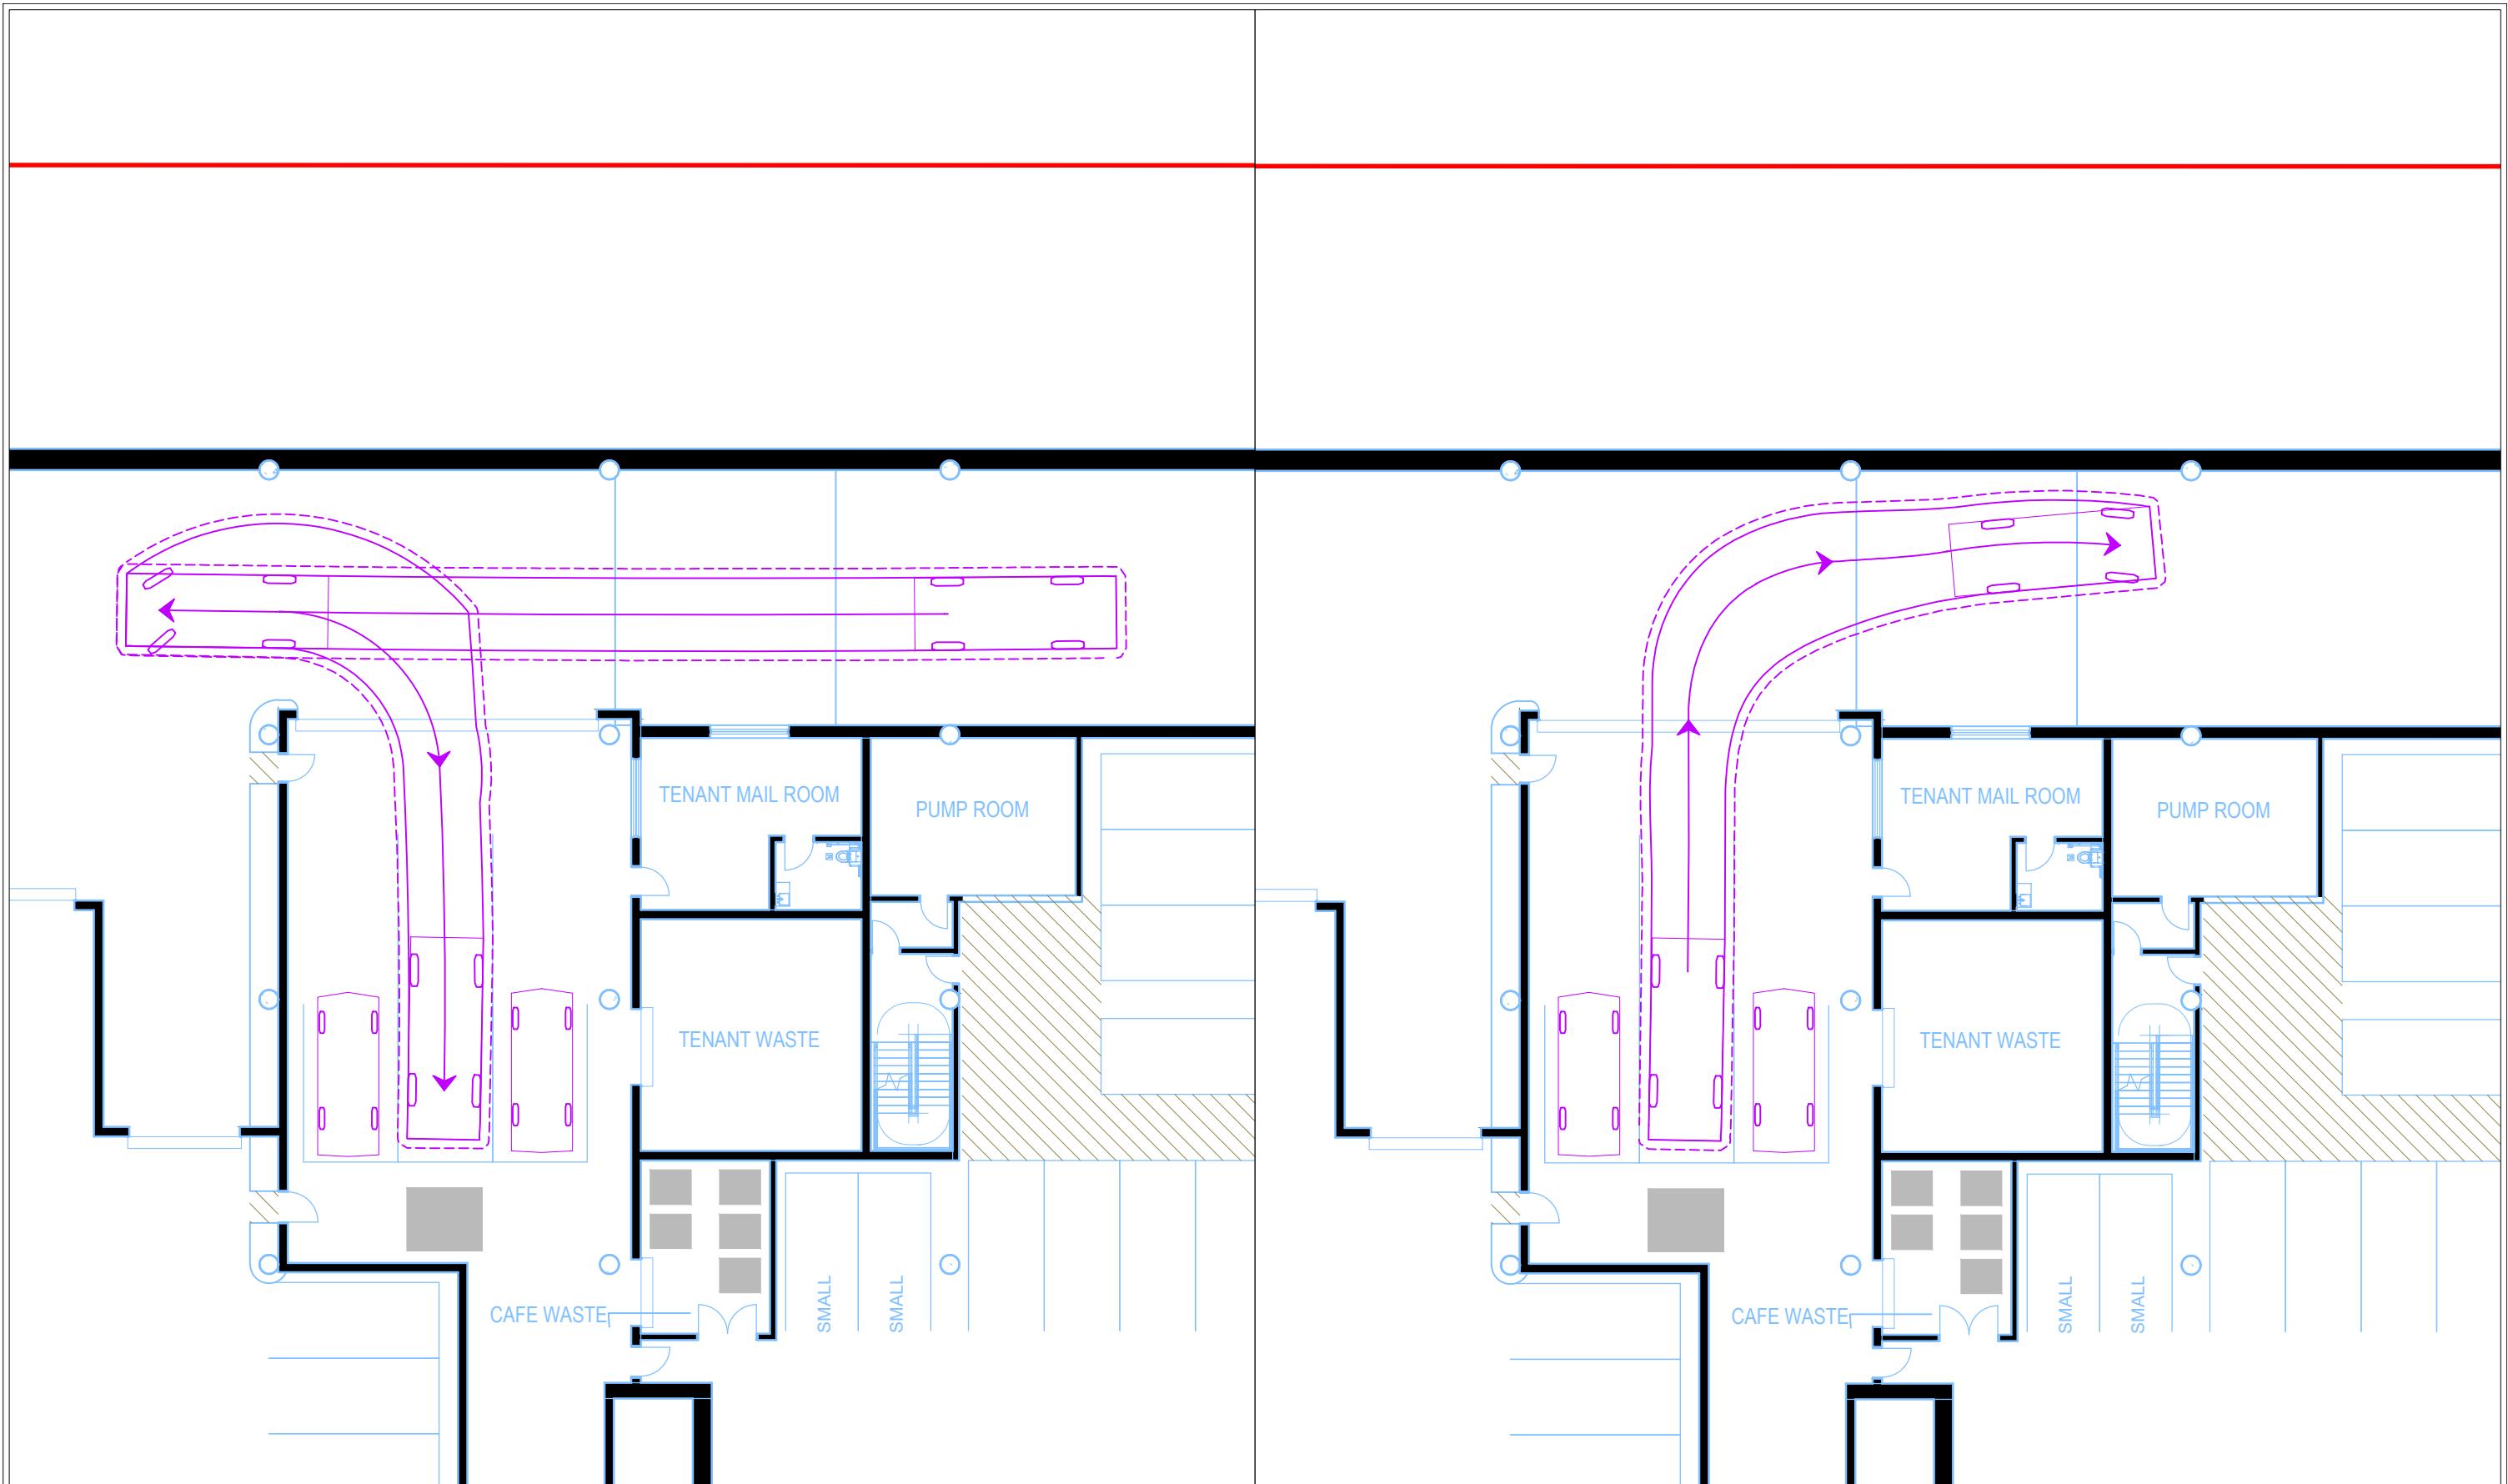 TENANT MAIL ROOM
PUMP ROOM
TENANT WASTE
CAFE WASTE
SMALL
SMALL
TENANT MAIL ROOM
PUMP ROOM
TENANT WASTE
CAFE WASTE
SMALL
SMALL